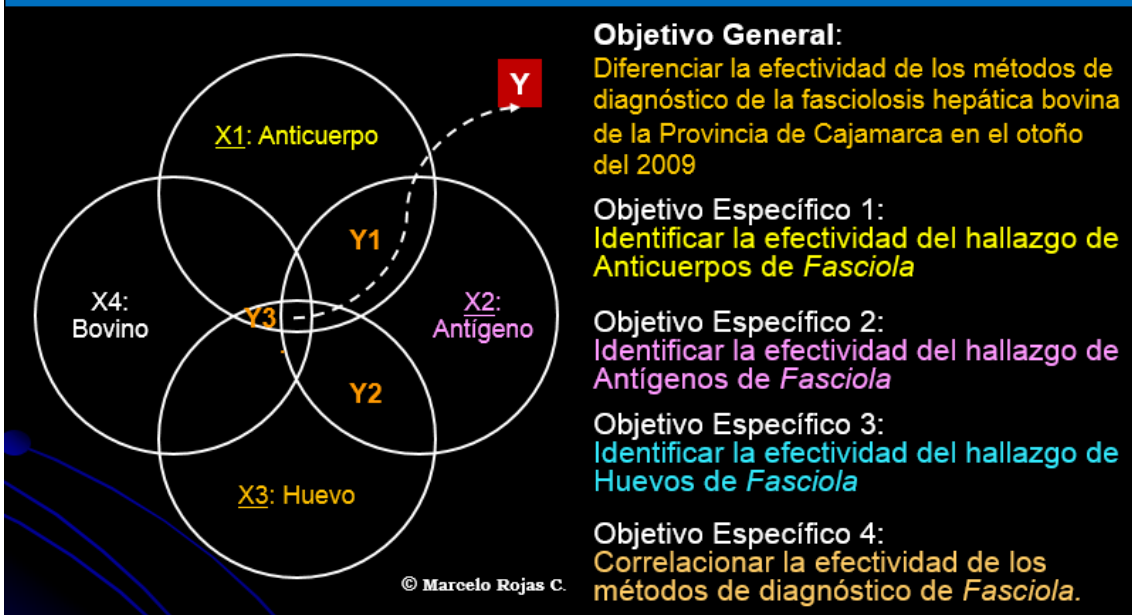 Y
X1: Anticuerpo
Y1
X4:
Bovino
Y3
X2:
Antígeno
Y2
X3: Huevo
© Marcelo Rojas C.
Objetivo General:
Diferenciar la efectividad de los métodos de
diagnóstico de la fasciolosis hepática bovina
de la Provincia de Cajamarca en el otoño
del 2009
Objetivo Específico 1:
Identificar la efectividad del hallazgo de
Anticuerpos de Fasciola
Objetivo Específico 2:
Identificar la efectividad del hallazgo de
Antígenos de Fasciola
Objetivo Específico 3:
Identificar la efectividad del hallazgo de
Huevos de Fasciola
Objetivo Específico 4:
Correlacionar la efectividad de los
métodos de diagnóstico de Fasciola.